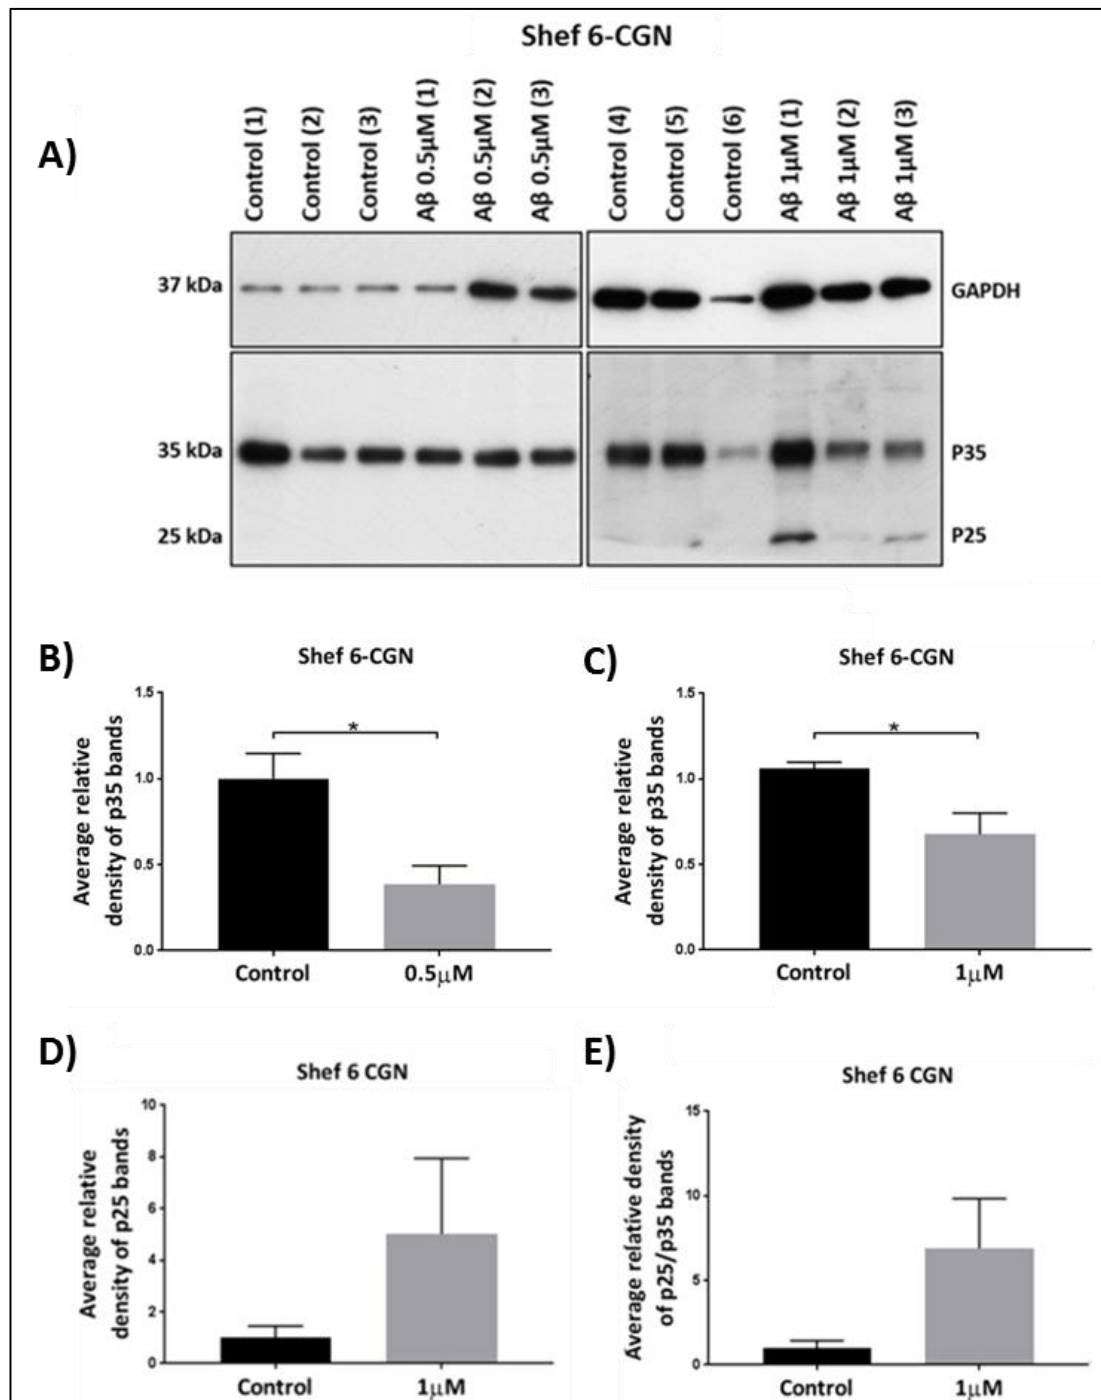 Shef 6-CGN
A)
Control (1)
Control (2)
Control (3)
Aβ 0.5µM (1)
Aβ 0.5µM (2)
Aβ 0.5µM (3)
Control (4)
Control (5)
Control (6)
Aβ 1µM (1)
Aβ 1µM (2)
Aβ 1µM (3)
37 kDa
GAPDH
35 kDa
P35
25 kDa
P25
B)
Shef 6-CGN
Average relative
density of p35 bands
1.5
1.0
0.5
0.0
*
Control
0.5µM
C)
Shef 6-CGN
Average relative
density of p35 bands
1.5
1.0
0.5
0.0
*
Control
1µM
D)
Shef 6 CGN
Average relative
density of p25 bands
10
8
6
4
2
0
Control
1µM
E)
Shef 6 CGN
Average relative density
of p25/p35 bands
15
10
5
0
Control
1µM